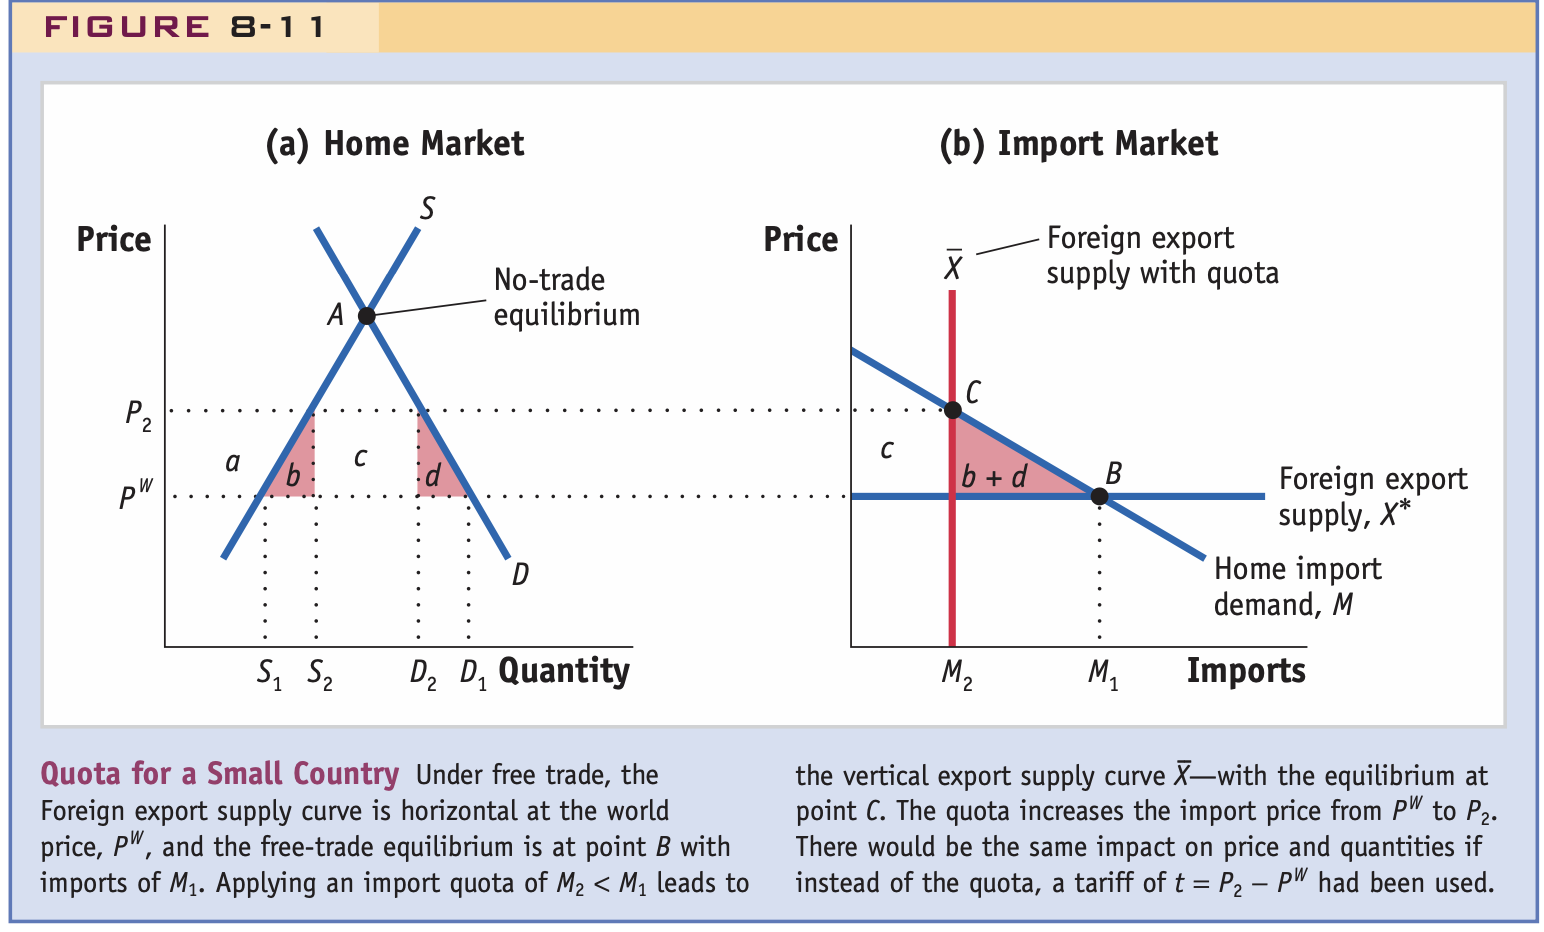 FIGURE 8-11
(a) Home Market
Price
S
A
No-trade
equilibrium
P₂
a
b
c
d
Pᵂ
D
S₁ S₂ D₂ D₁ Quantity
(b) Import Market
Price
X̅
Foreign export
supply with quota
C
c
b + d
B
Foreign export
supply, X*
Home import
demand, M
M₂ M₁ Imports
Quota for a Small Country Under free trade, the
Foreign export supply curve is horizontal at the world
price, Pᵂ, and the free-trade equilibrium is at point B with
imports of M₁. Applying an import quota of M₂ < M₁ leads to
the vertical export supply curve X̅—with the equilibrium at
point C. The quota increases the import price from Pᵂ to P₂.
There would be the same impact on price and quantities if
instead of the quota, a tariff of t = P₂ − Pᵂ had been used.